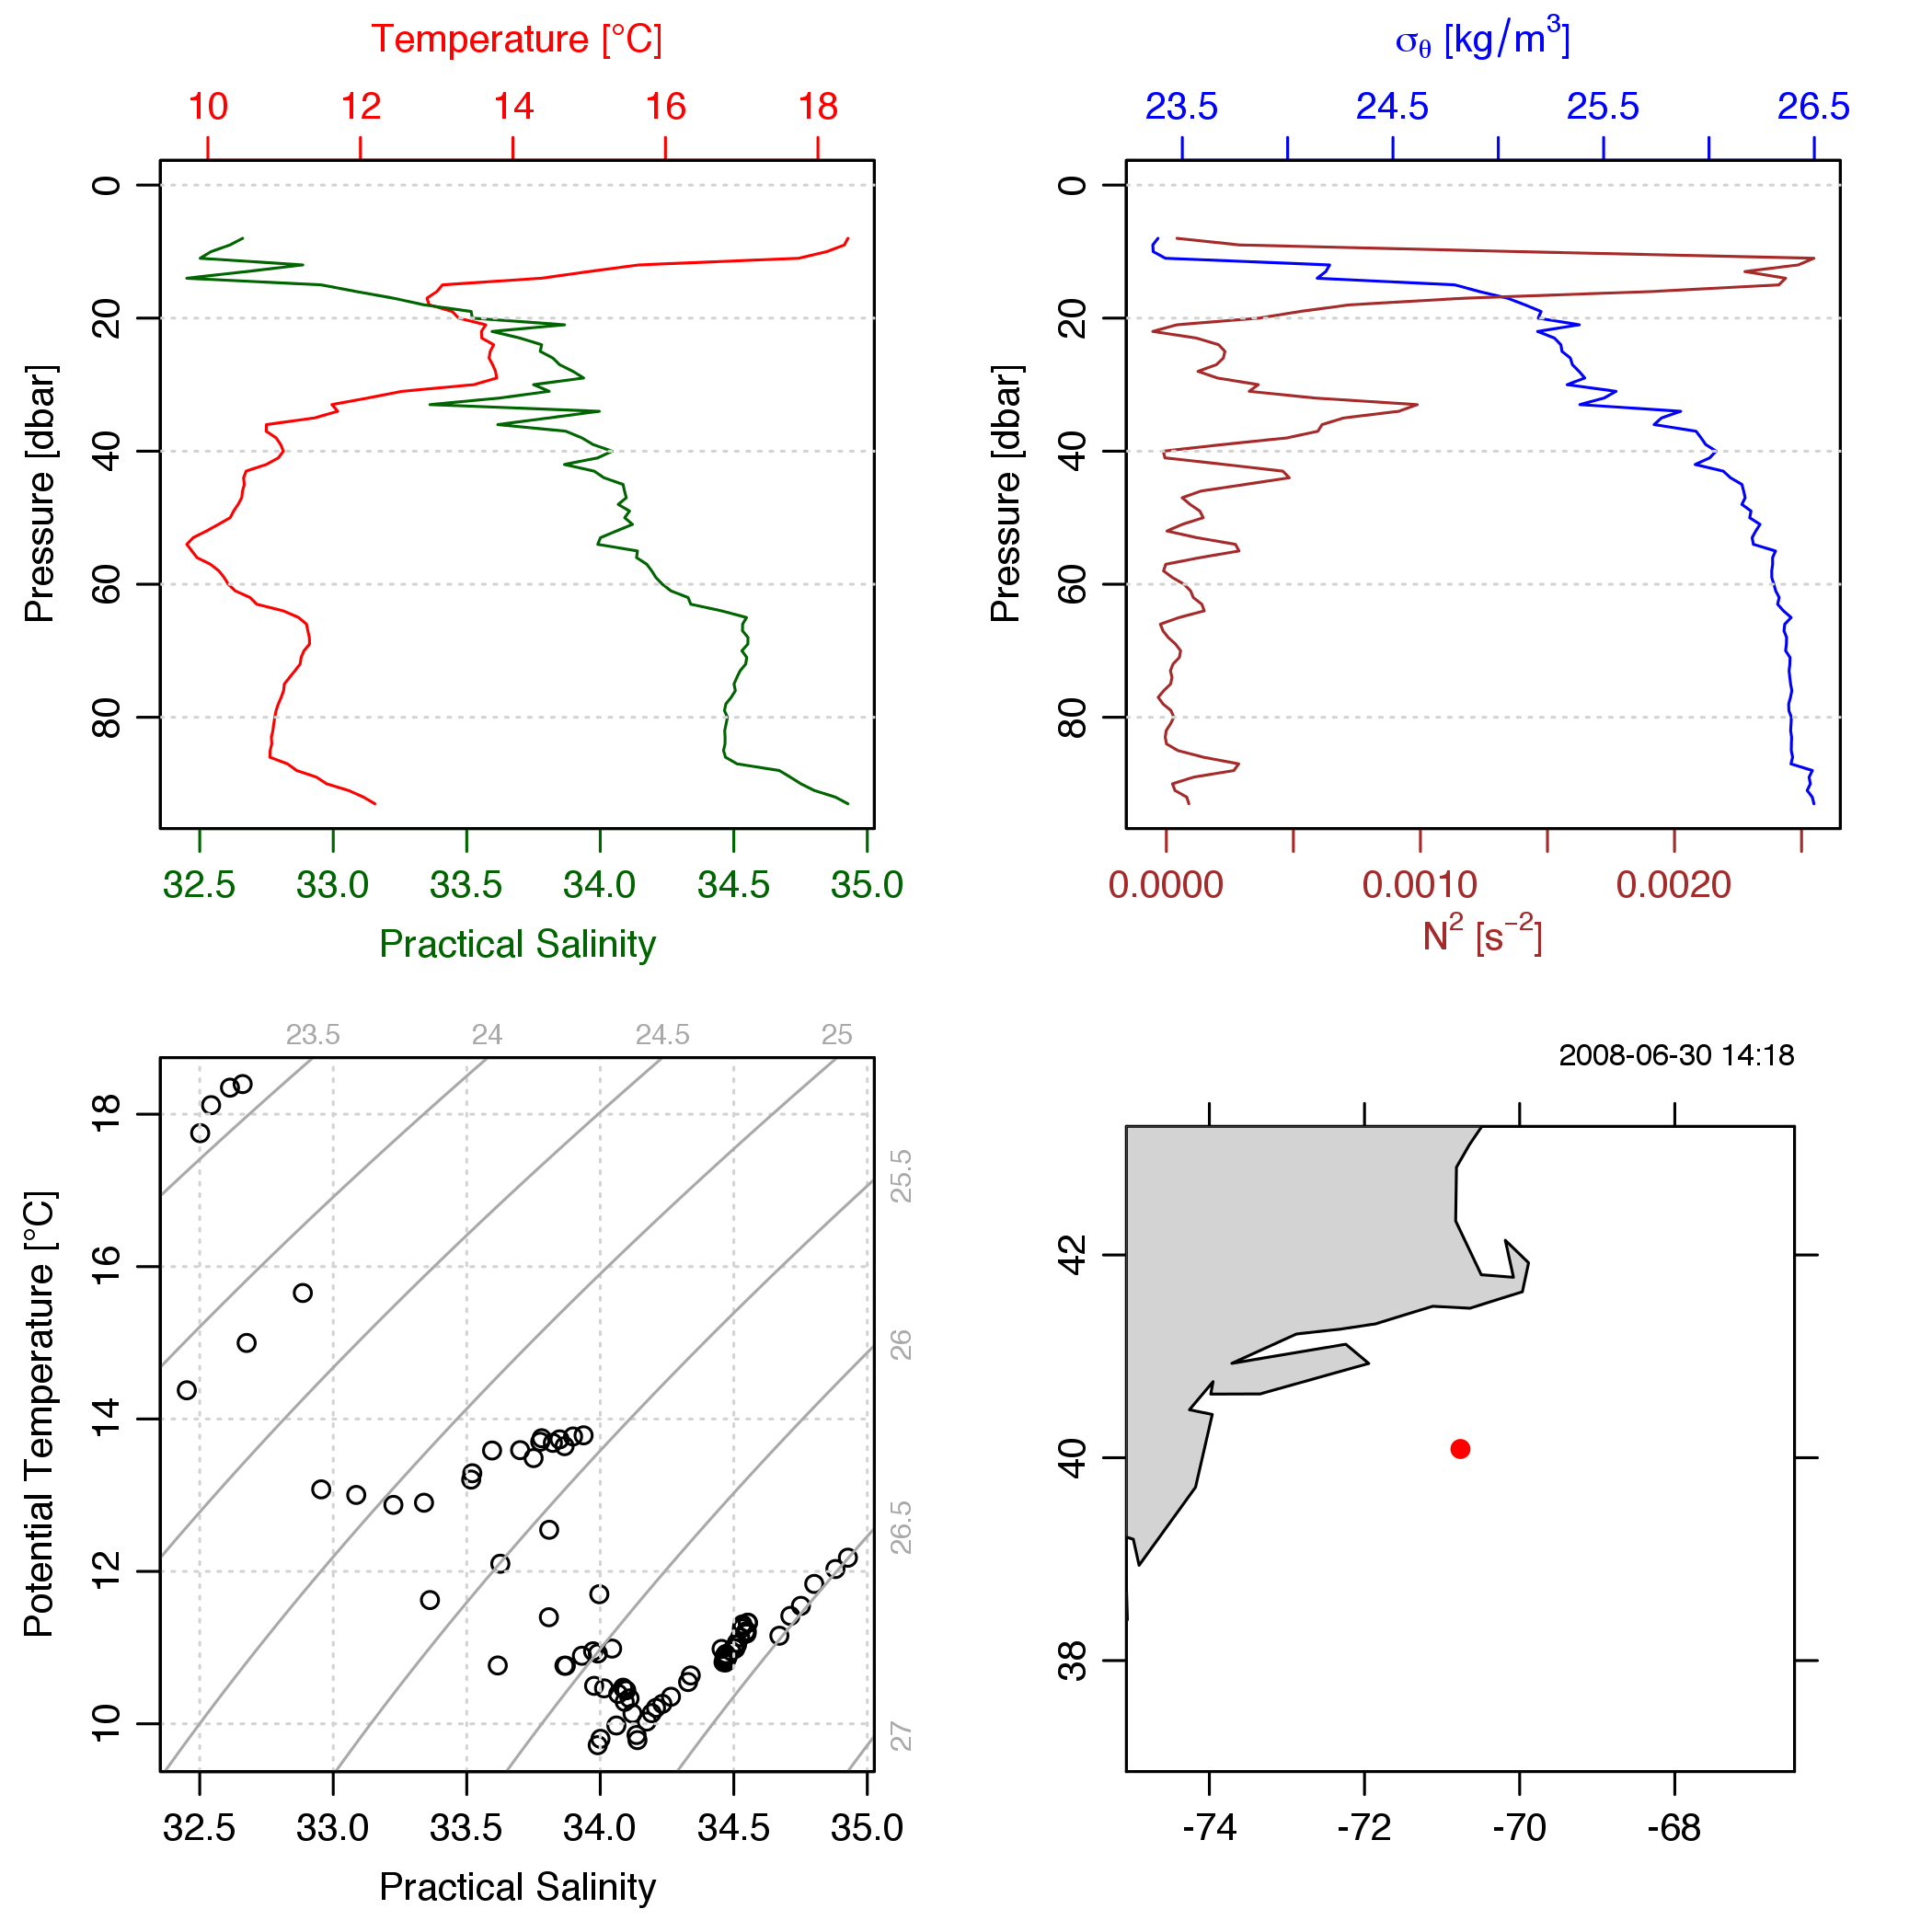 Temperature [°C]
10 12 14 16 18
0
20
40
60
80
Pressure [dbar]
32.5 33.0 33.5 34.0 34.5 35.0
Practical Salinity
σθ [kg/m³]
23.5 24.5 25.5 26.5
0
20
40
60
80
Pressure [dbar]
0.0000 0.0010 0.0020
N² [s⁻²]
23.5 24 24.5 25
25.5
26
26.5
27
18
16
14
12
10
Potential Temperature [°C]
32.5 33.0 33.5 34.0 34.5 35.0
Practical Salinity
2008-06-30 14:18
42
40
38
-74 -72 -70 -68